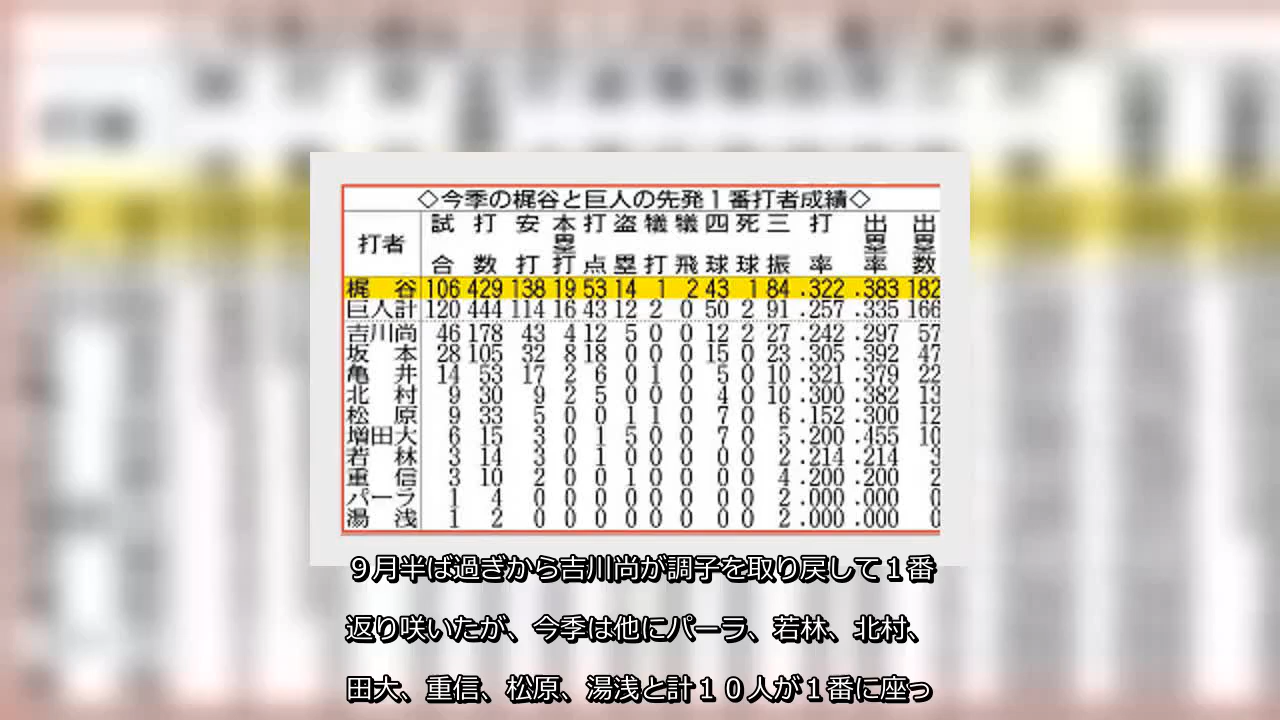 ◇今季の梶谷と巨人の先発1番打者成績◇
打者 試合 打数 安打 本塁打 打点 盗塁 犠打 犠飛 四球 死球 三振 打率 出塁率 出塁数
梶谷 106 429 138 19 53 14 1 2 43 1 84 .322 .383 182
巨人計 120 444 114 16 43 12 2 0 50 2 91 .257 .335 166
吉川尚 46 178 43 4 12 5 0 0 12 2 27 .242 .297 57
坂本 28 105 32 8 18 0 0 0 15 0 23 .305 .392 47
亀井 14 53 17 2 6 0 1 0 5 0 10 .321 .379 22
北村 9 30 9 2 5 0 0 0 4 0 10 .300 .382 13
松原 9 33 5 0 0 1 1 0 7 0 6 .152 .300 12
増田大 6 15 3 0 1 5 0 0 7 0 5 .200 .455 10
若林 3 14 3 0 1 0 0 0 0 0 2 .214 .214 3
重信 3 10 2 0 0 1 0 0 0 0 4 .200 .200 2
パーラ 1 4 0 0 0 0 0 0 0 0 2 .000 .000 0
湯浅 1 2 0 0 0 0 0 0 0 0 2 .000 .000 0
９月半ば過ぎから吉川尚が調子を取り戻して１番
返り咲いたが、今季は他にパーラ、若林、北村、
田大、重信、松原、湯浅と計１０人が１番に座っ